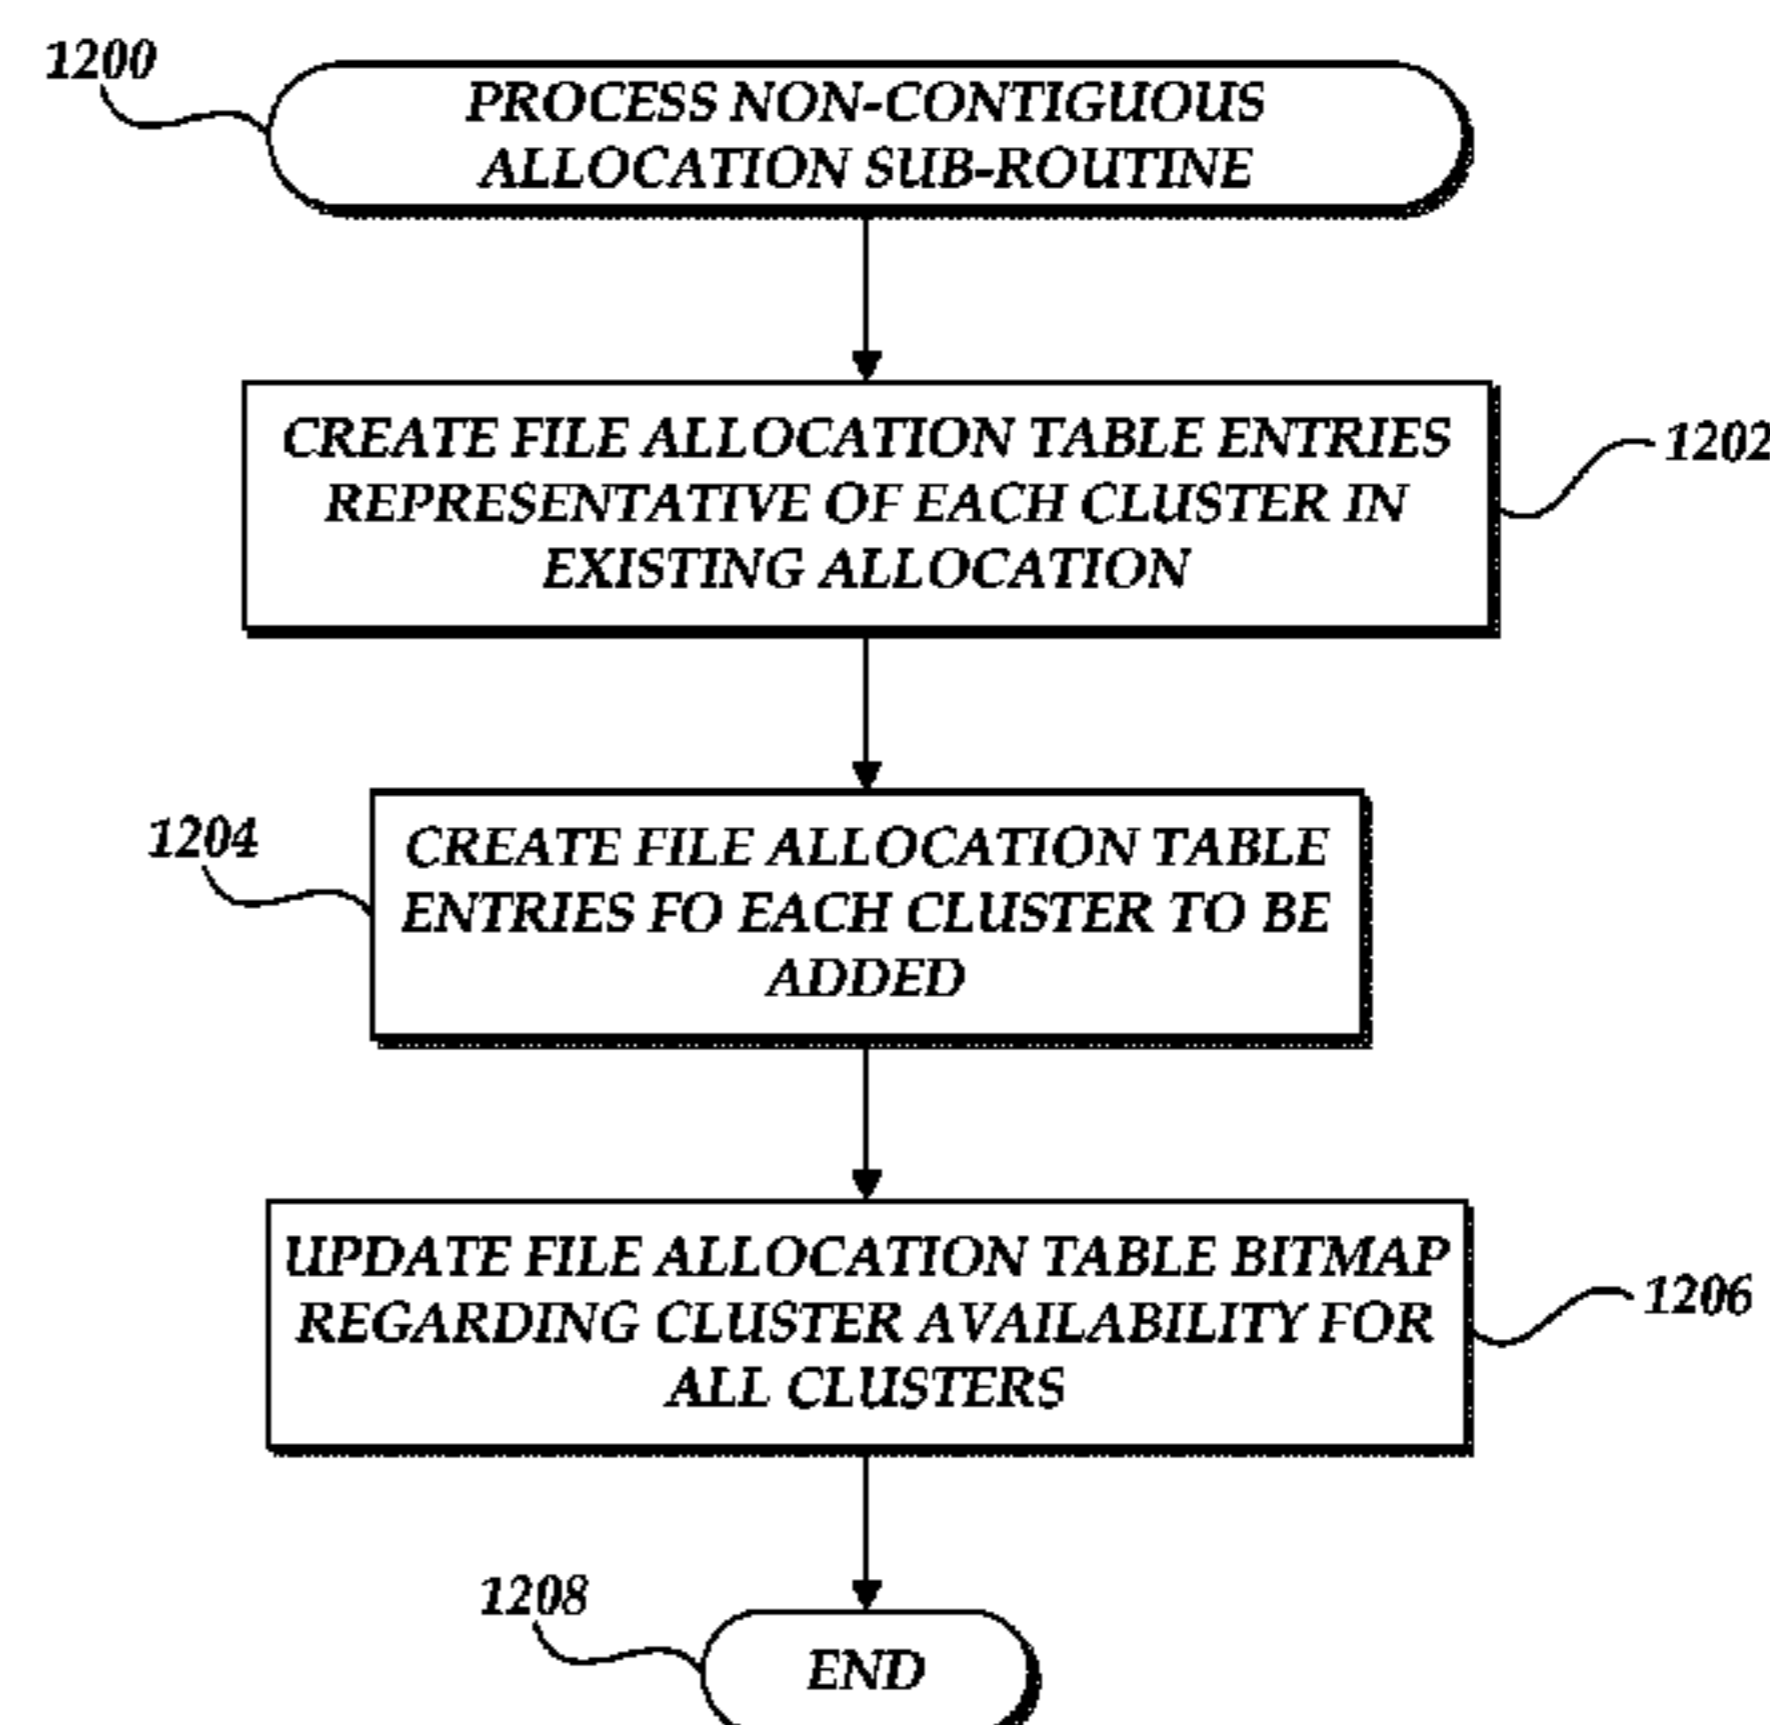 1200
PROCESS NON-CONTIGUOUS
ALLOCATION SUB-ROUTINE
CREATE FILE ALLOCATION TABLE ENTRIES
REPRESENTATIVE OF EACH CLUSTER IN
EXISTING ALLOCATION
1202
1204
CREATE FILE ALLOCATION TABLE
ENTRIES FO EACH CLUSTER TO BE
ADDED
UPDATE FILE ALLOCATION TABLE BITMAP
REGARDING CLUSTER AVAILABILITY FOR
ALL CLUSTERS
1206
1208
END